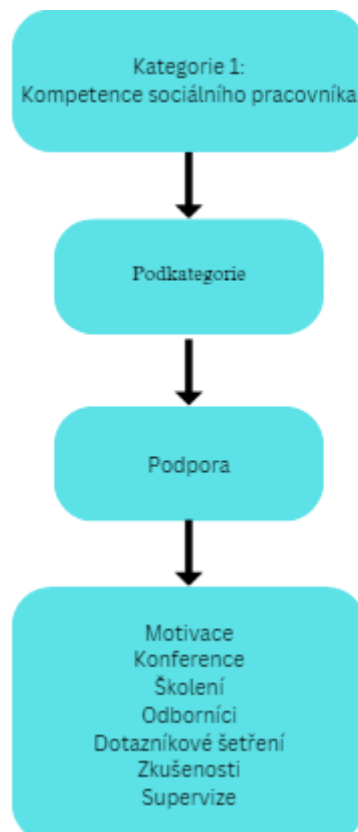 Kategorie 1:
Kompetence sociálního pracovníka
Podkategorie
Podpora
Motivace
Konference
Školení
Odborníci
Dotazníkové šetření
Zkušenosti
Supervize